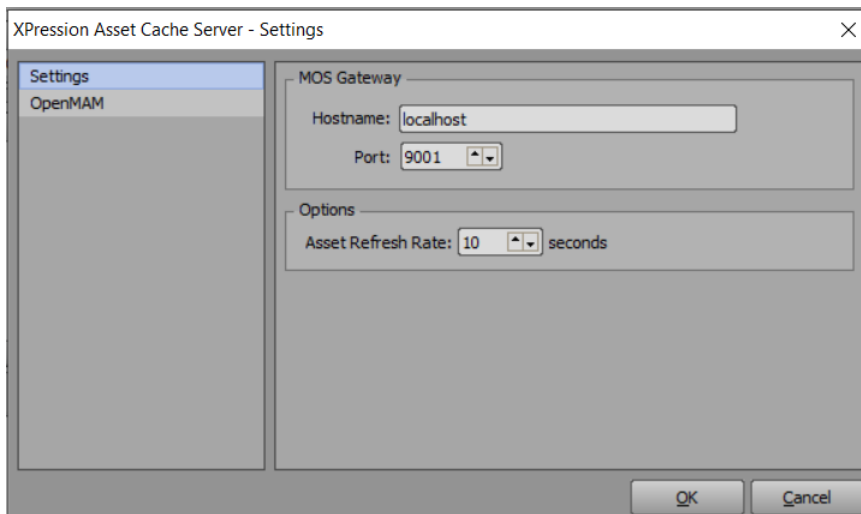 XPression Asset Cache Server - Settings
Settings
OpenMAM
MOS Gateway
Hostname: localhost
Port: 9001
Options
Asset Refresh Rate: 10 seconds
OK Cancel